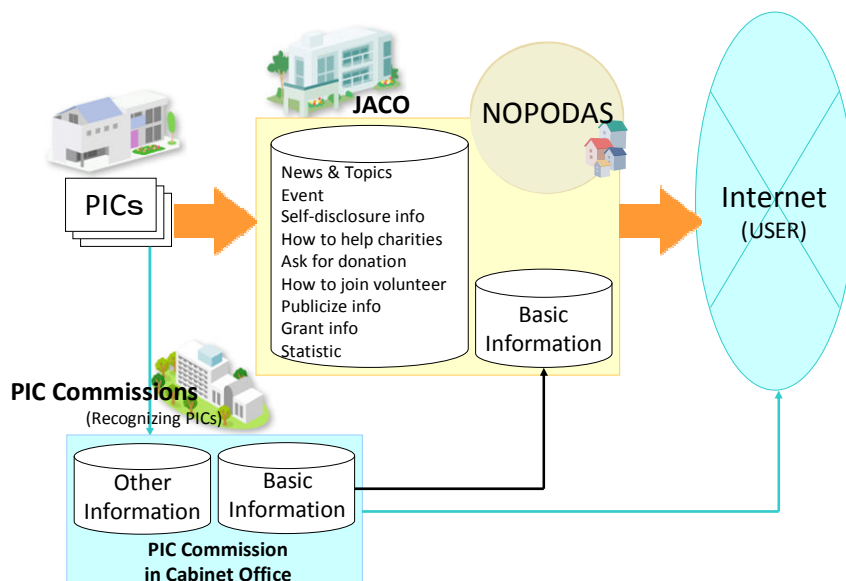 JACO
NOPODAS
PICs
News & Topics
Event
Self-disclosure info
How to help charities
Ask for donation
How to join volunteer
Publicize info
Grant info
Statistic
Basic
Information
Internet
(USER)
PIC Commissions
(Recognizing PICs)
Other
Information
Basic
Information
PIC Commission
in Cabinet Office